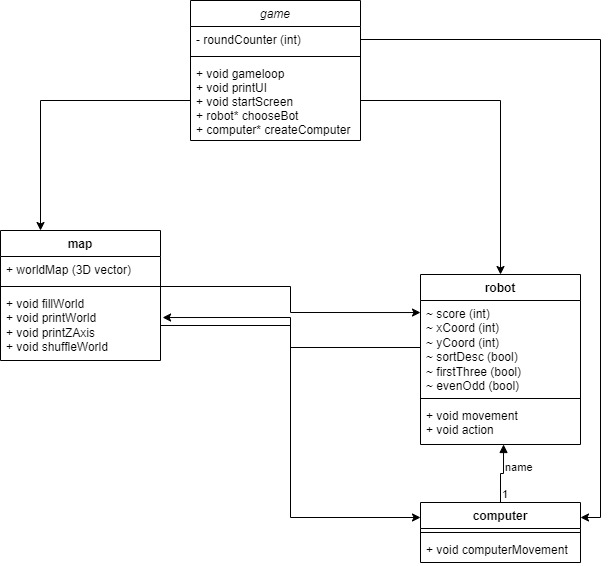 game
- roundCounter (int)
+ void gameloop
+ void printUI
+ void startScreen
+ robot* chooseBot
+ computer* createComputer
map
+ worldMap (3D vector)
+ void fillWorld
+ void printWorld
+ void printZAxis
+ void shuffleWorld
robot
~ score (int)
~ xCoord (int)
~ yCoord (int)
~ sortDesc (bool)
~ firstThree (bool)
~ evenOdd (bool)
+ void movement
+ void action
name
1
computer
+ void computerMovement